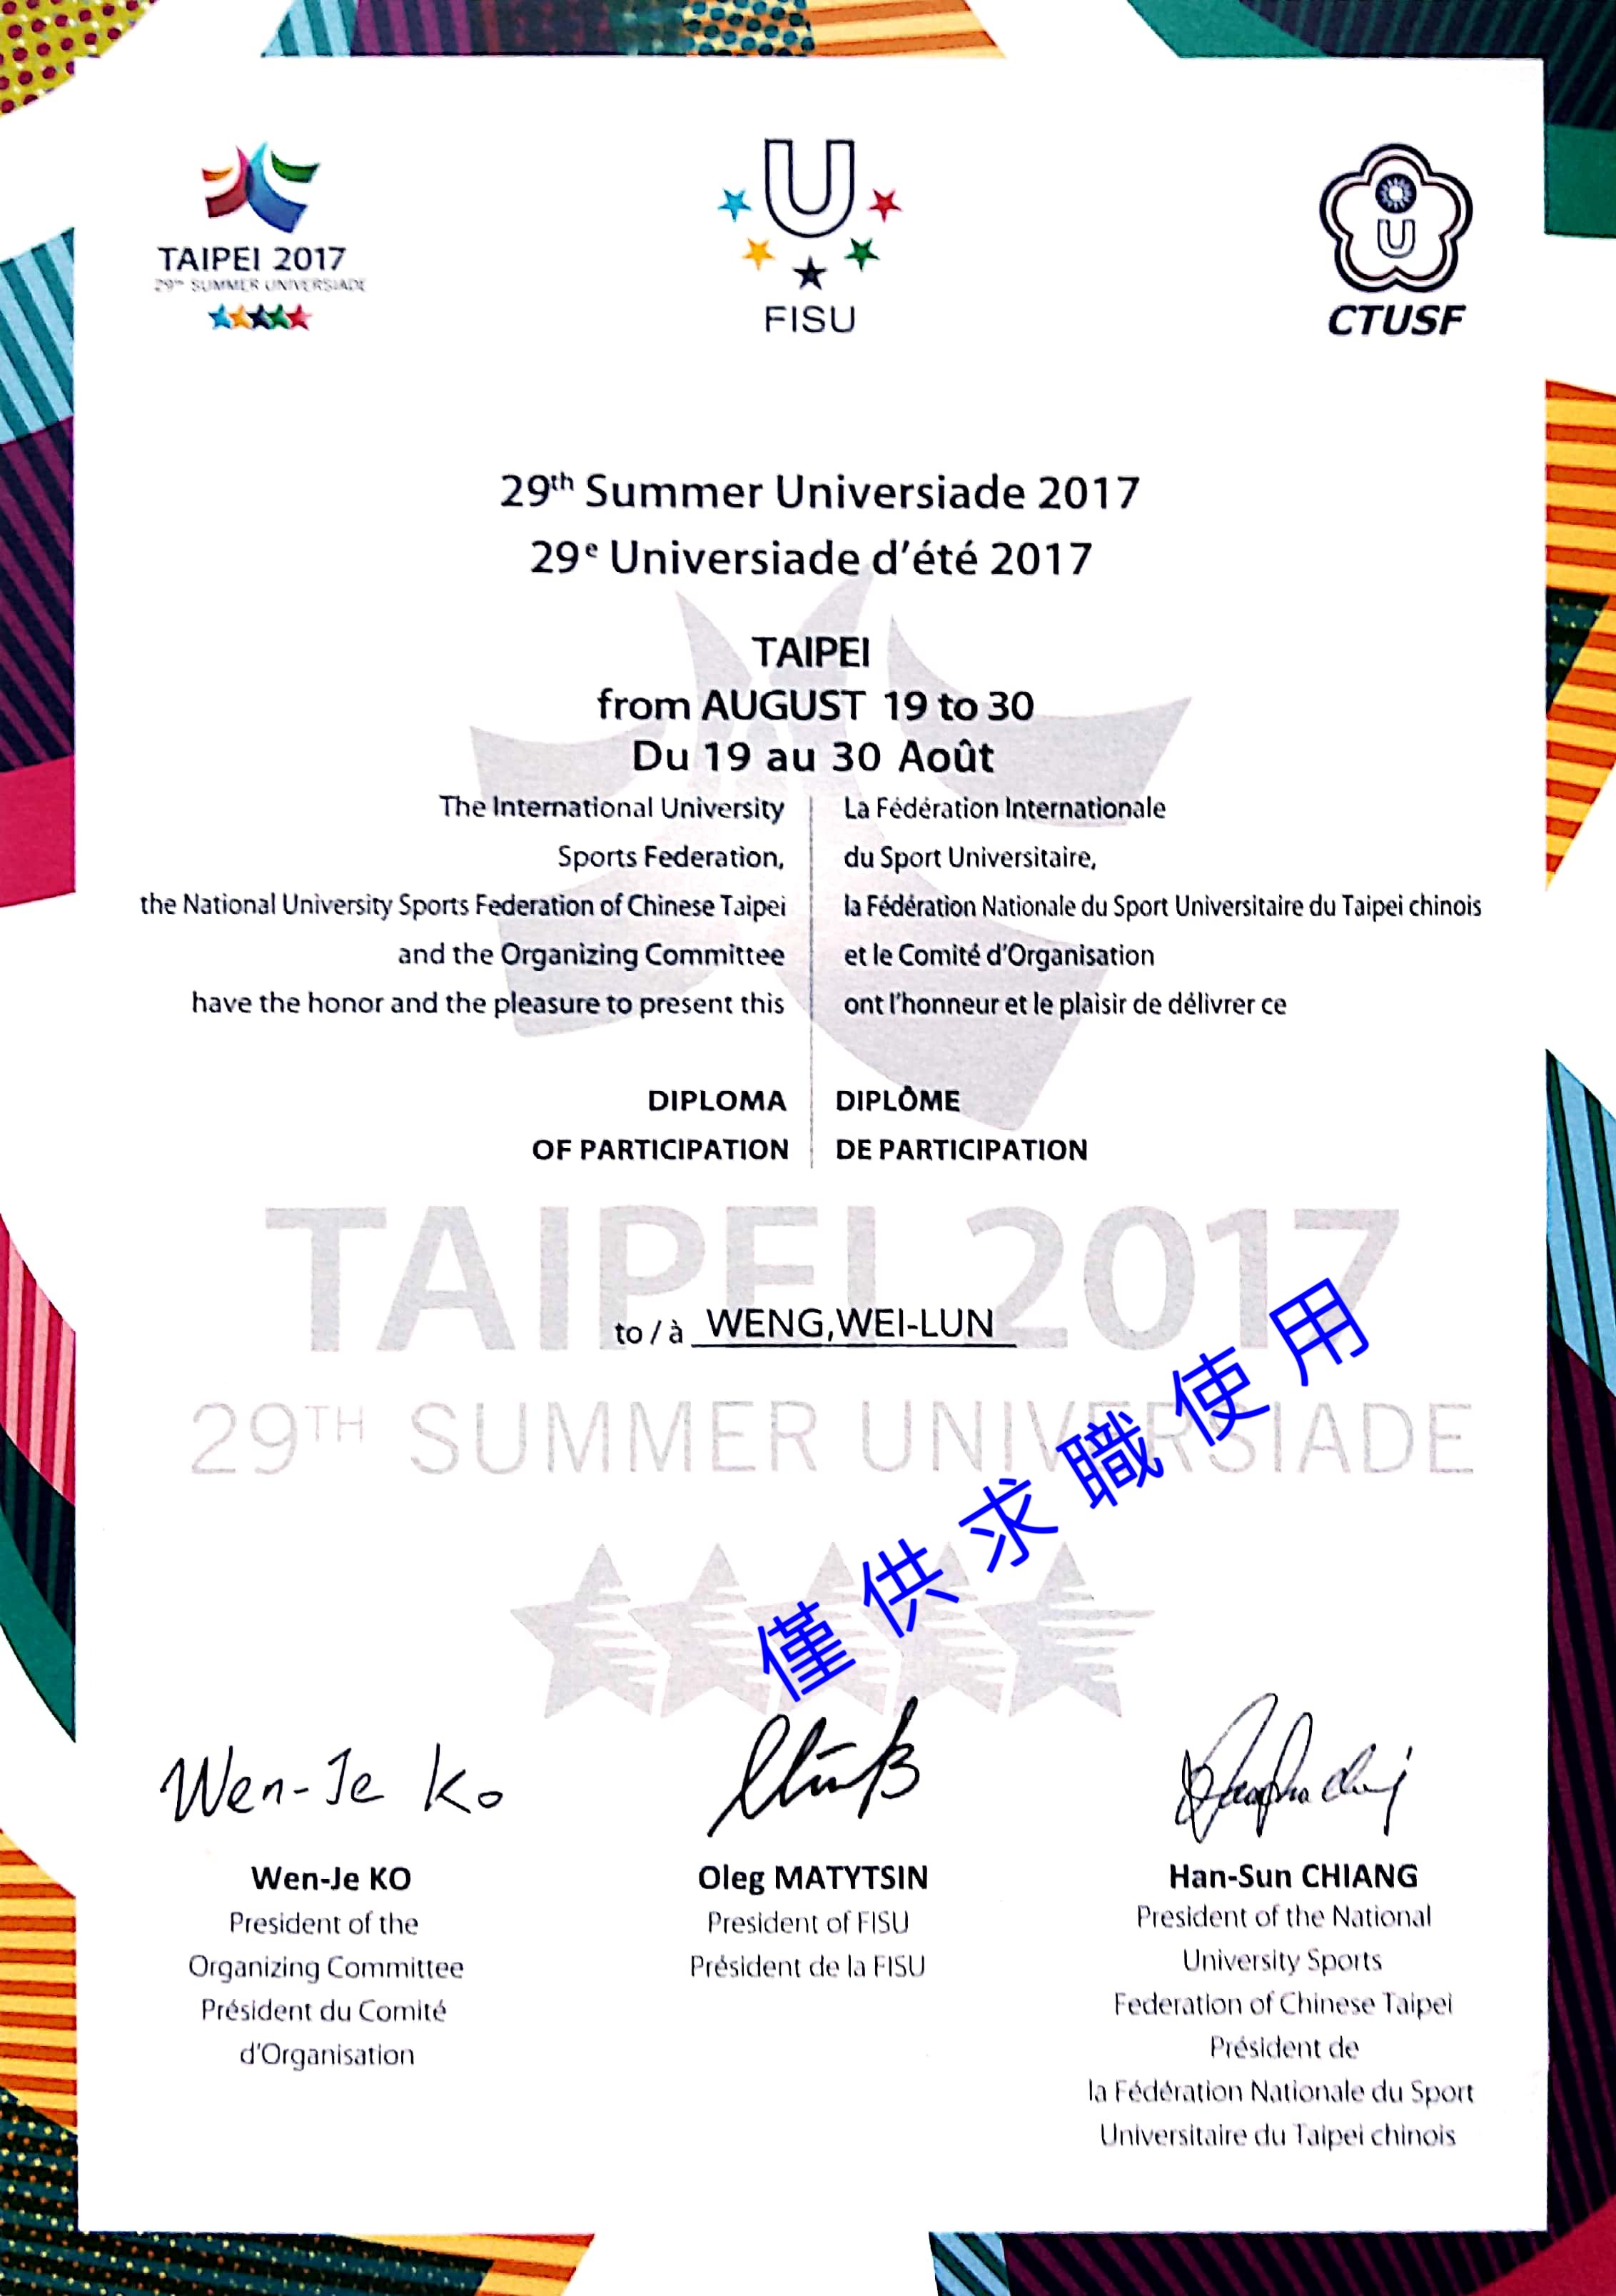 TAIPEI 2017
29TH SUMMER UNIVERSIADE
U
FISU
U
CTUSF
29th Summer Universiade 2017
29e Universiade d'été 2017
TAIPEI
from AUGUST 19 to 30
Du 19 au 30 Août
The International University
Sports Federation,
the National University Sports Federation of Chinese Taipei
and the Organizing Committee
have the honor and the pleasure to present this
DIPLOMA
OF PARTICIPATION
La Fédération Internationale
du Sport Universitaire,
la Fédération Nationale du Sport Universitaire du Taipei chinois
et le Comité d'Organisation
ont l'honneur et le plaisir de délivrer ce
DIPLÔME
DE PARTICIPATION
TAIPEI 2017
to / à WENG,WEI-LUN
29TH SUMMER UNIVERSIADE
僅供求職使用
Wen-Je Ko
Wen-Je KO
President of the
Organizing Committee
Président du Comité
d'Organisation
Oleg MATYTSIN
President of FISU
Président de la FISU
Han-Sun CHIANG
President of the National
University Sports
Federation of Chinese Taipei
Président de
la Fédération Nationale du Sport
Universitaire du Taipei chinois